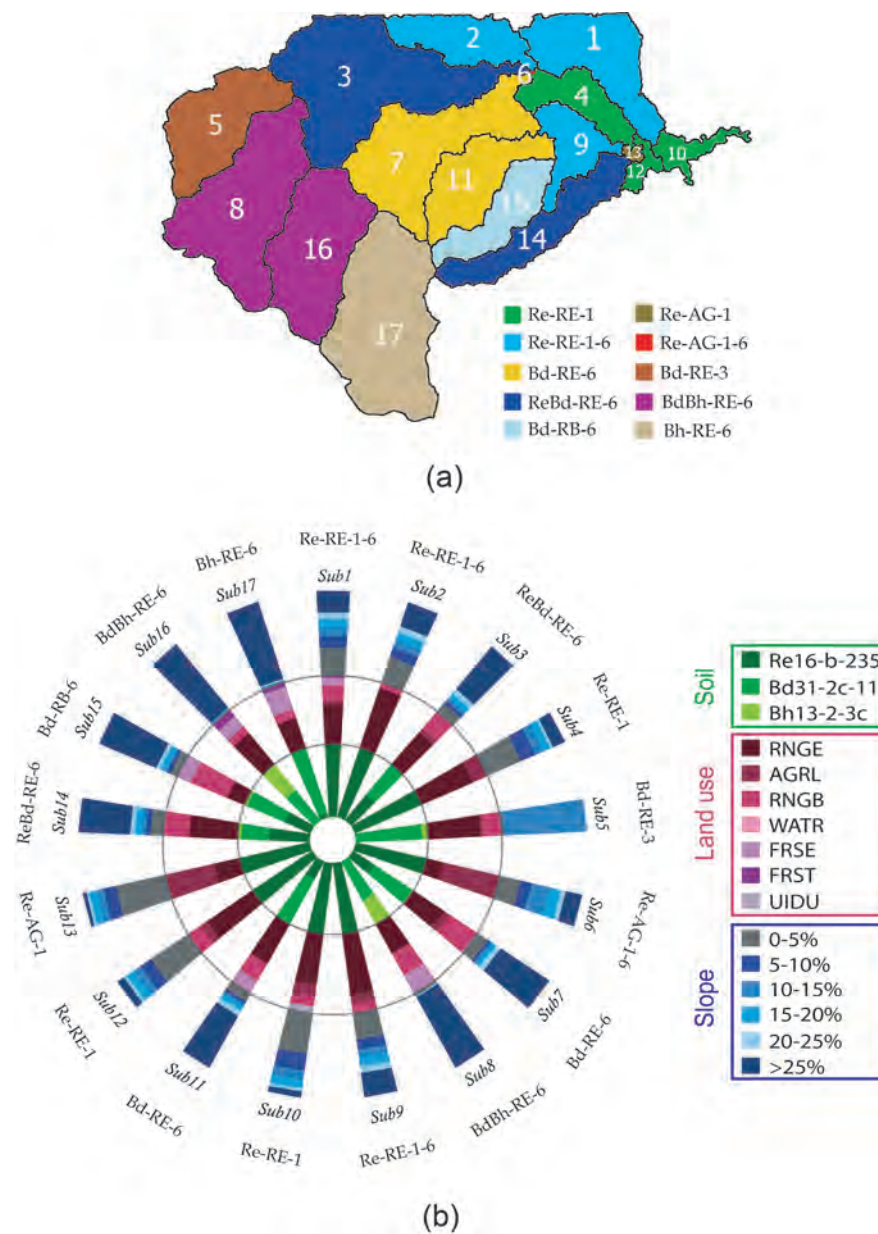 2
1
3
6
4
5
9
13
10
7
12
11
15
8
14
16
17
Re-RE-1
Re-AG-1
Re-RE-1-6
Re-AG-1-6
Bd-RE-6
Bd-RE-3
ReBd-RE-6
BdBh-RE-6
Bd-RB-6
Bh-RE-6
(a)
Re-RE-1-6
Sub1
Re-RE-1-6
Sub2
ReBd-RE-6
Sub3
Re-RE-1
Sub4
Bd-RE-3
Sub5
Re-AG-1-6
Sub6
Bd-RE-6
Sub7
BdBh-RE-6
Sub8
Re-RE-1-6
Sub9
Re-RE-1
Sub10
Bd-RE-6
Sub11
Re-RE-1
Sub12
Re-AG-1
Sub13
ReBd-RE-6
Sub14
Bd-RB-6
Sub15
BdBh-RE-6
Sub16
Bh-RE-6
Sub17
Soil
Re16-b-235
Bd31-2c-11
Bh13-2-3c
Land use
RNGE
AGRL
RNGB
WATR
FRSE
FRST
UIDU
Slope
0-5%
5-10%
10-15%
15-20%
20-25%
>25%
(b)